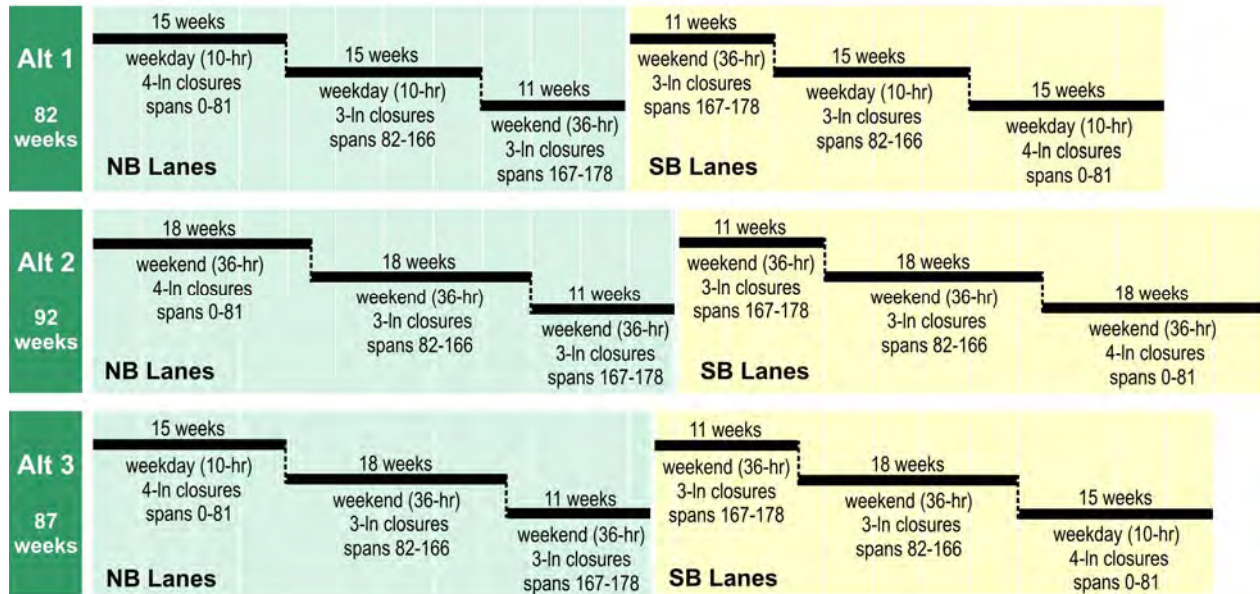 Alt 1
82
weeks
15 weeks
weekday (10-hr)
4-ln closures
spans 0-81
15 weeks
weekday (10-hr)
3-ln closures
spans 82-166
11 weeks
weekend (36-hr)
3-ln closures
spans 167-178
NB Lanes
11 weeks
weekend (36-hr)
3-ln closures
spans 167-178
15 weeks
weekday (10-hr)
3-ln closures
spans 82-166
15 weeks
weekday (10-hr)
4-ln closures
spans 0-81
SB Lanes
Alt 2
92
weeks
18 weeks
weekend (36-hr)
4-ln closures
spans 0-81
18 weeks
weekend (36-hr)
3-ln closures
spans 82-166
11 weeks
weekend (36-hr)
3-ln closures
spans 167-178
NB Lanes
11 weeks
weekend (36-hr)
3-ln closures
spans 167-178
18 weeks
weekend (36-hr)
3-ln closures
spans 82-166
18 weeks
weekend (36-hr)
4-ln closures
spans 0-81
SB Lanes
Alt 3
87
weeks
15 weeks
weekday (10-hr)
4-ln closures
spans 0-81
18 weeks
weekend (36-hr)
3-ln closures
spans 82-166
11 weeks
weekend (36-hr)
3-ln closures
spans 167-178
NB Lanes
11 weeks
weekend (36-hr)
3-ln closures
spans 167-178
18 weeks
weekend (36-hr)
3-ln closures
spans 82-166
15 weeks
weekday (10-hr)
4-ln closures
spans 0-81
SB Lanes